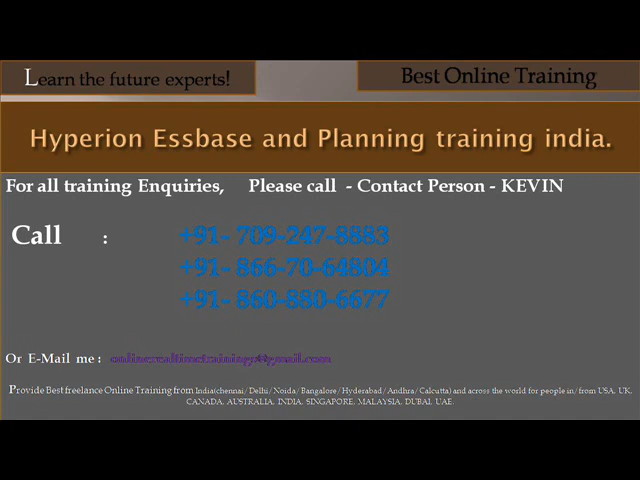 Learn the future experts!
Best Online Training
Hyperion Essbase and Planning training india.
For all training Enquiries, Please call - Contact Person - KEVIN
Call : +91- 709-247-8883
+91- 866-70-64804
+91- 860-880-6677
Or E-Mail me :
Provide Best freelance Online Training from India(chennai/ Delhi/ Noida/ Bangalore/ Hyderabad/ Andhra/ Calcutta) and across the world for people in/from USA, UK,
CANADA, AUSTRALIA, INDIA, SINGAPORE, MALAYSIA, DUBAI, UAE.